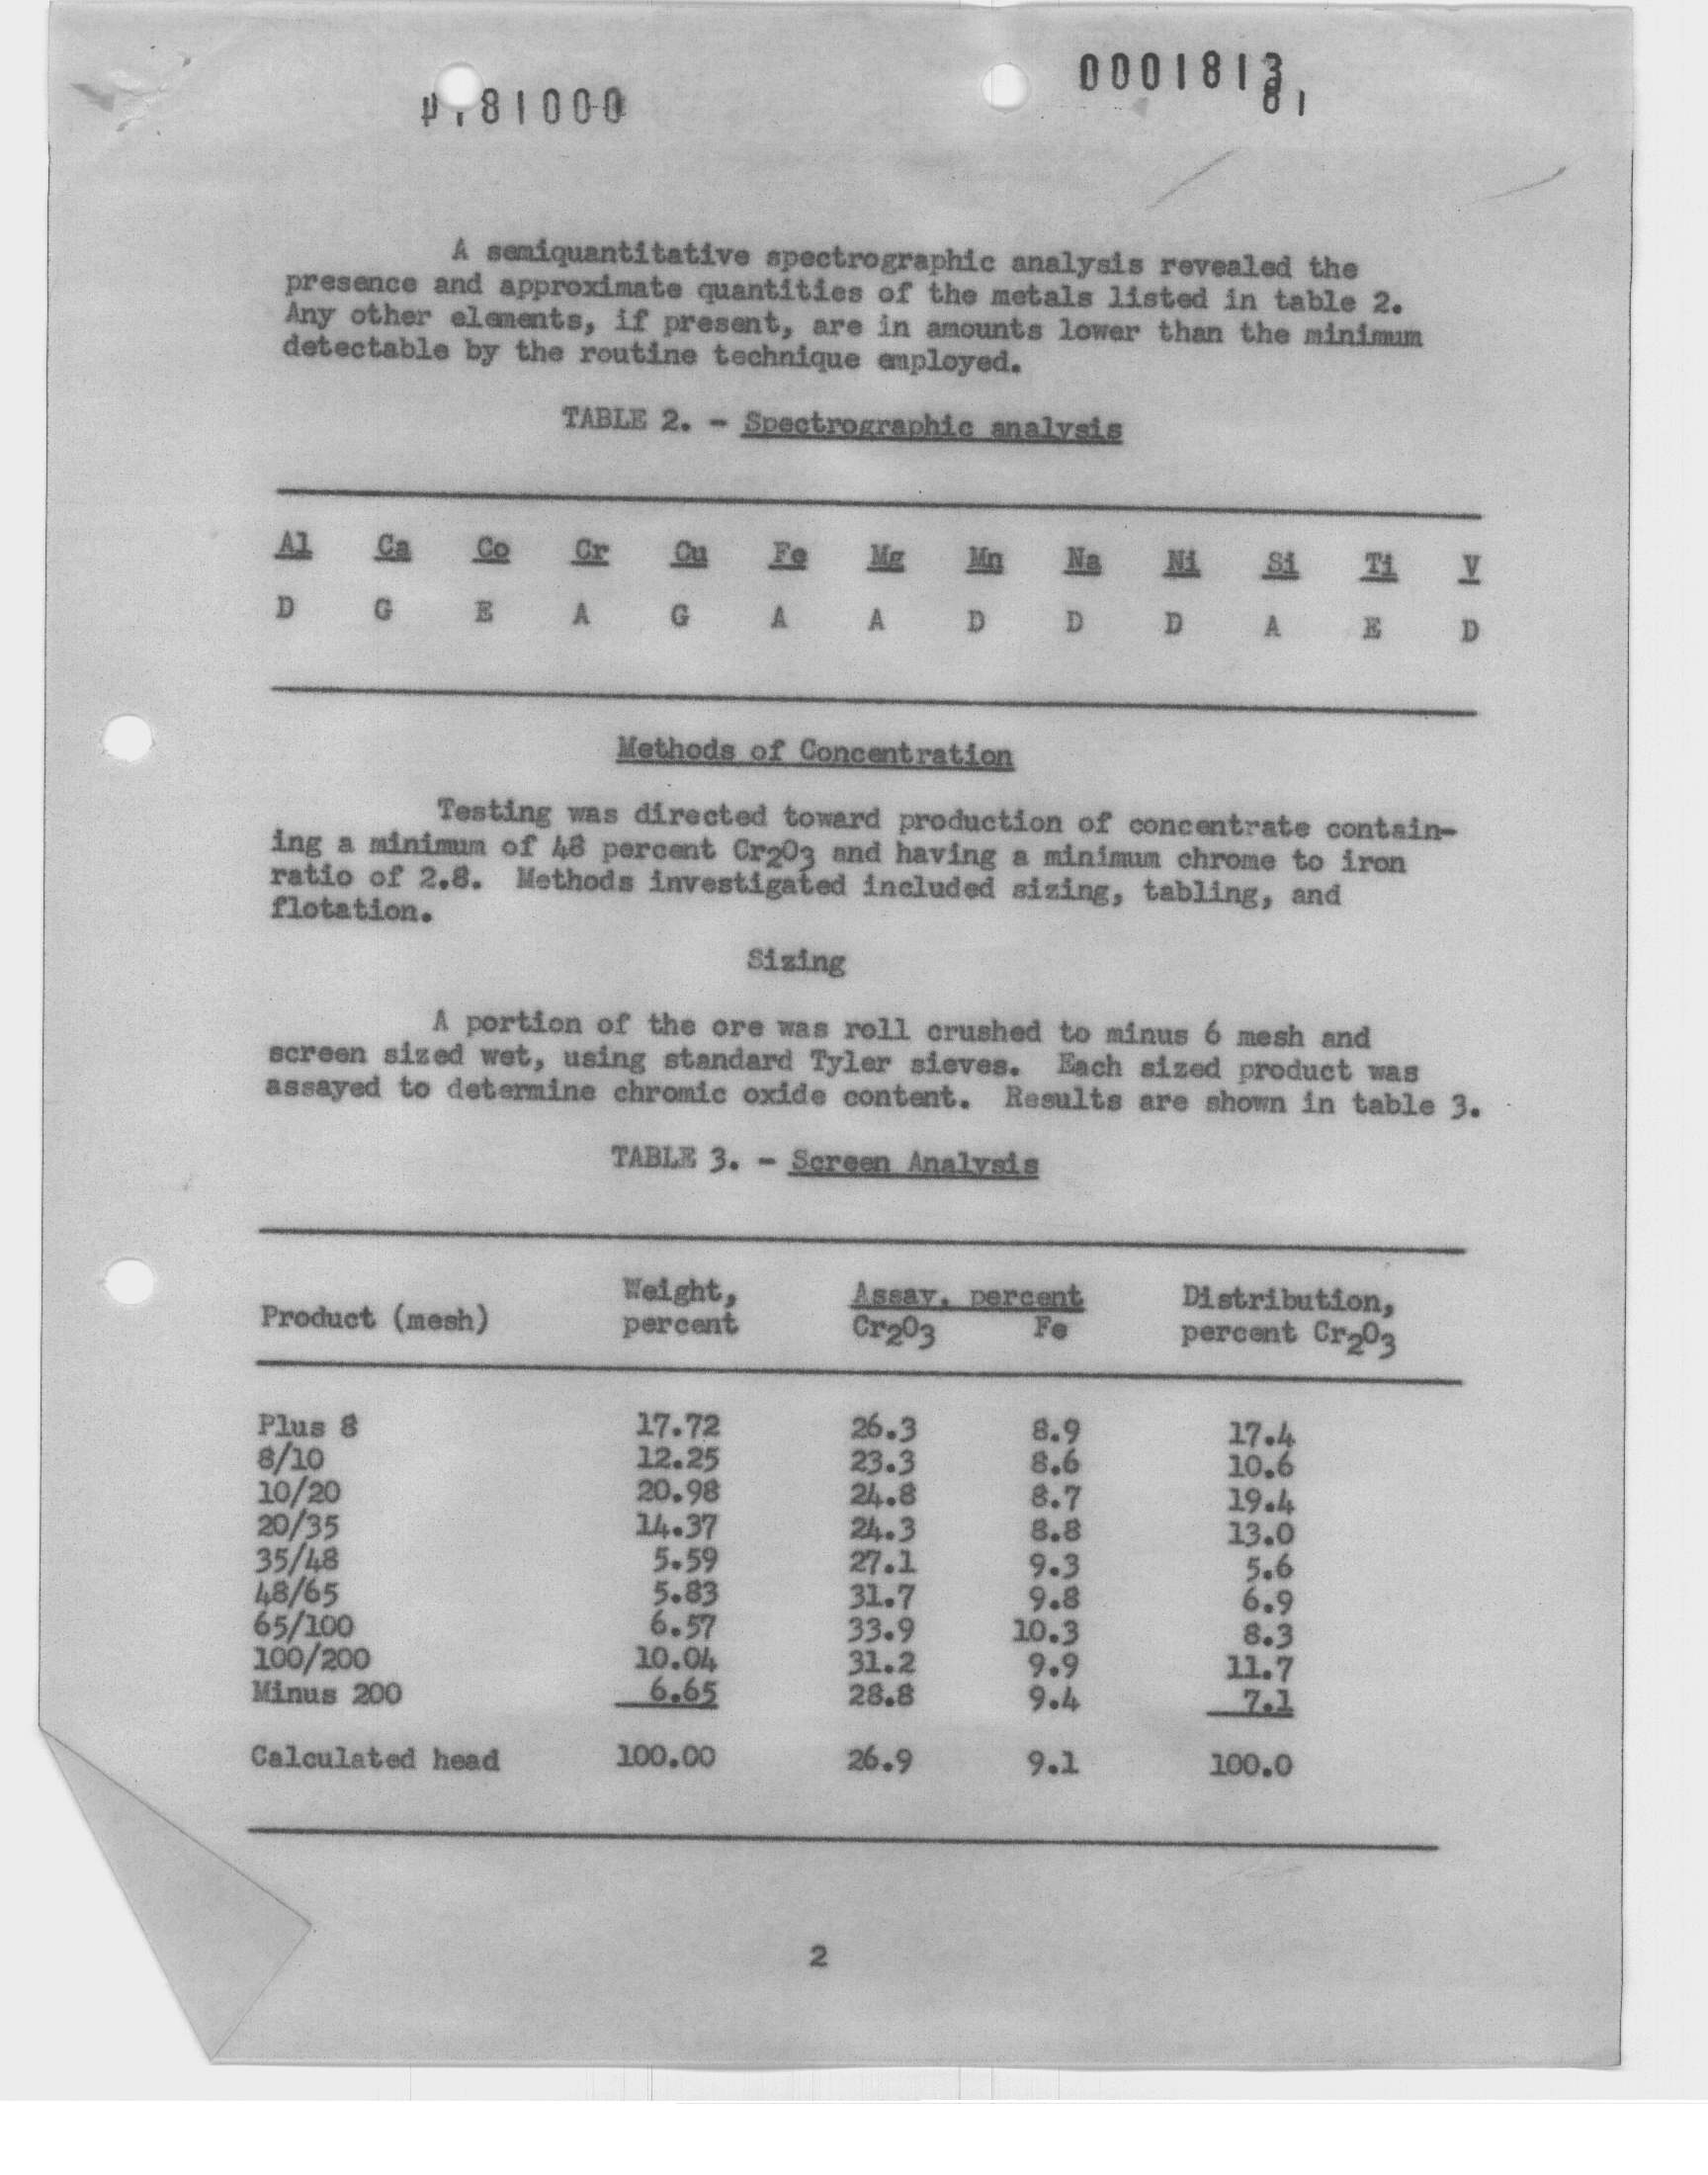 0001813
81
81000
A semiquantitative spectrographic analysis revealed the
presence and approximate quantities of the metals listed in table 2.
Any other elements, if present, are in amounts lower than the minimum
detectable by the routine technique employed.
TABLE 2. - Spectrographic analysis
Al Ca Co Cr Cu Fe Mg Mn Na Ni Si Ti V
D G E A G A A D D D A E D
Methods of Concentration
Testing was directed toward production of concentrate contain-
ing a minimum of 48 percent Cr2O3 and having a minimum chrome to iron
ratio of 2.8. Methods investigated included sizing, tabling, and
flotation.
Sizing
A portion of the ore was roll crushed to minus 6 mesh and
screen sized wet, using standard Tyler sieves. Each sized product was
assayed to determine chromic oxide content. Results are shown in table 3.
TABLE 3. - Screen Analysis
Weight, Assay, percent Distribution,
Product (mesh) percent Cr2O3 Fe percent Cr2O3
Plus 8 17.72 26.3 8.9 17.4
8/10 12.25 23.3 8.6 10.6
10/20 20.98 24.8 8.7 19.4
20/35 14.37 24.3 8.8 13.0
35/48 5.59 27.1 9.3 5.6
48/65 5.83 31.7 9.8 6.9
65/100 6.57 33.9 10.3 8.3
100/200 10.04 31.2 9.9 11.7
Minus 200 6.65 28.8 9.4 7.1
Calculated head 100.00 26.9 9.1 100.0
2